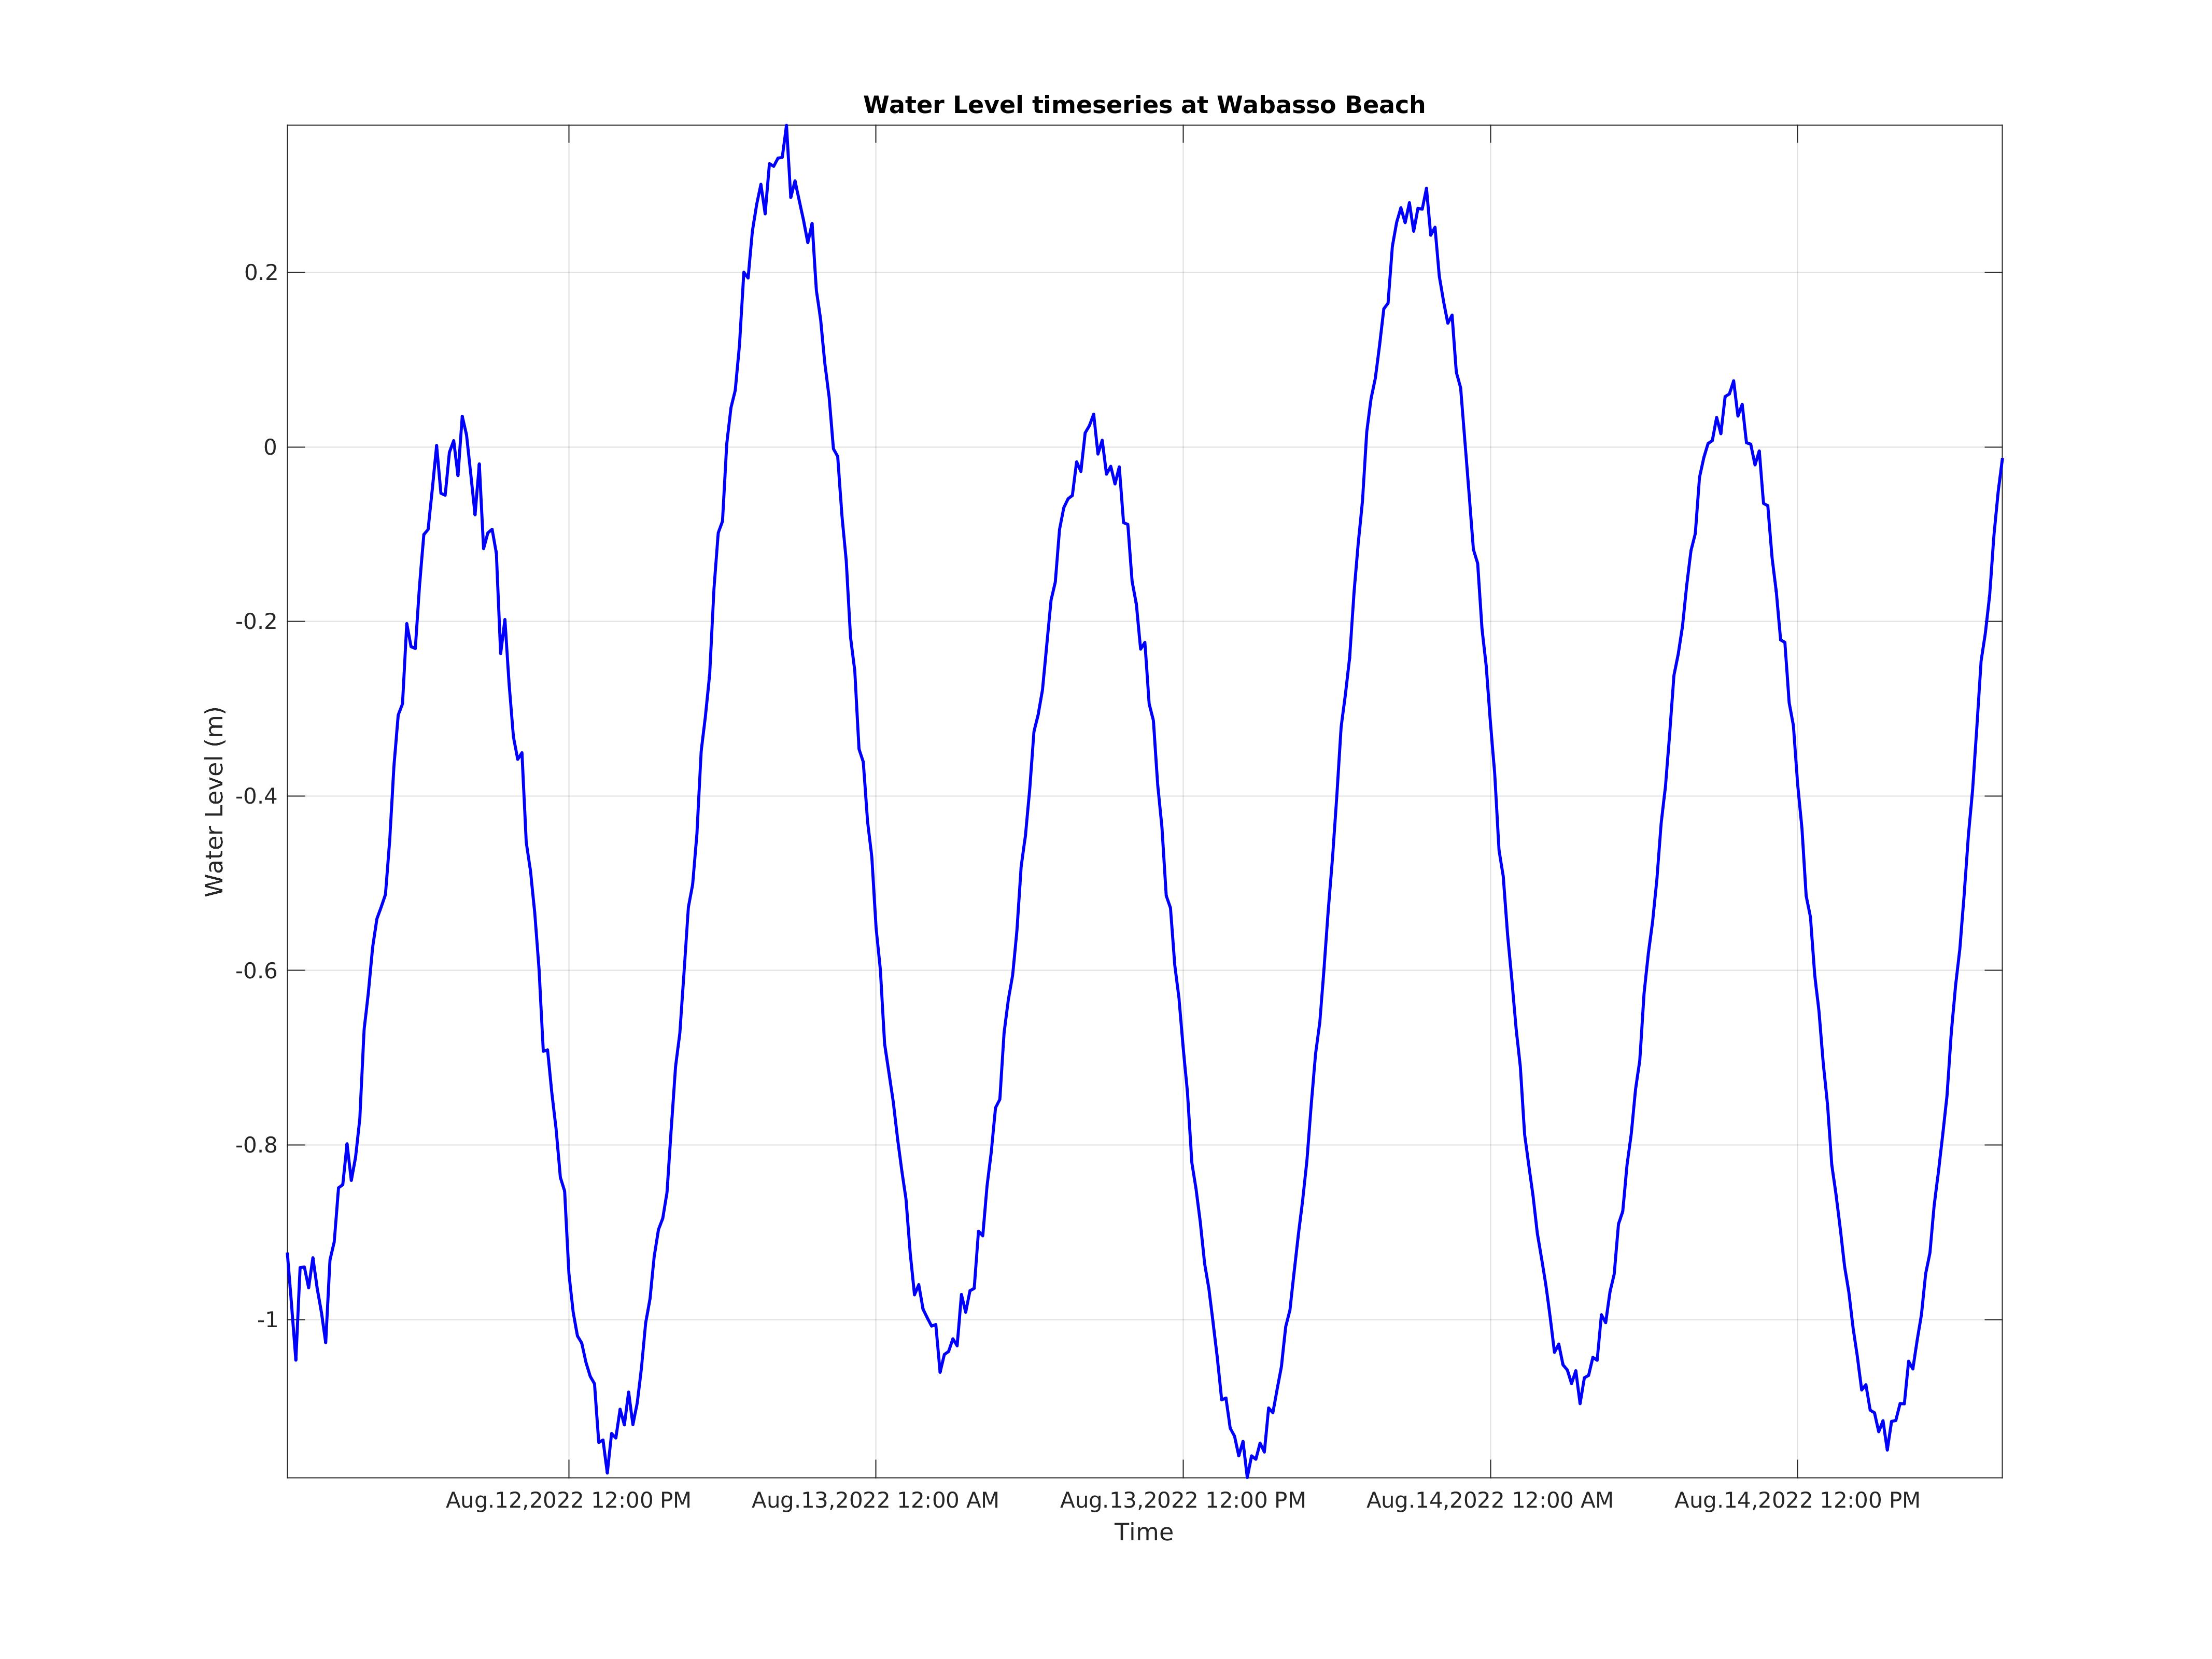 Water Level timeseries at Wabasso Beach
0.2
0
-0.2
-0.4
-0.6
-0.8
-1
Water Level (m)
Aug.12,2022 12:00 PM
Aug.13,2022 12:00 AM
Aug.13,2022 12:00 PM
Aug.14,2022 12:00 AM
Aug.14,2022 12:00 PM
Time